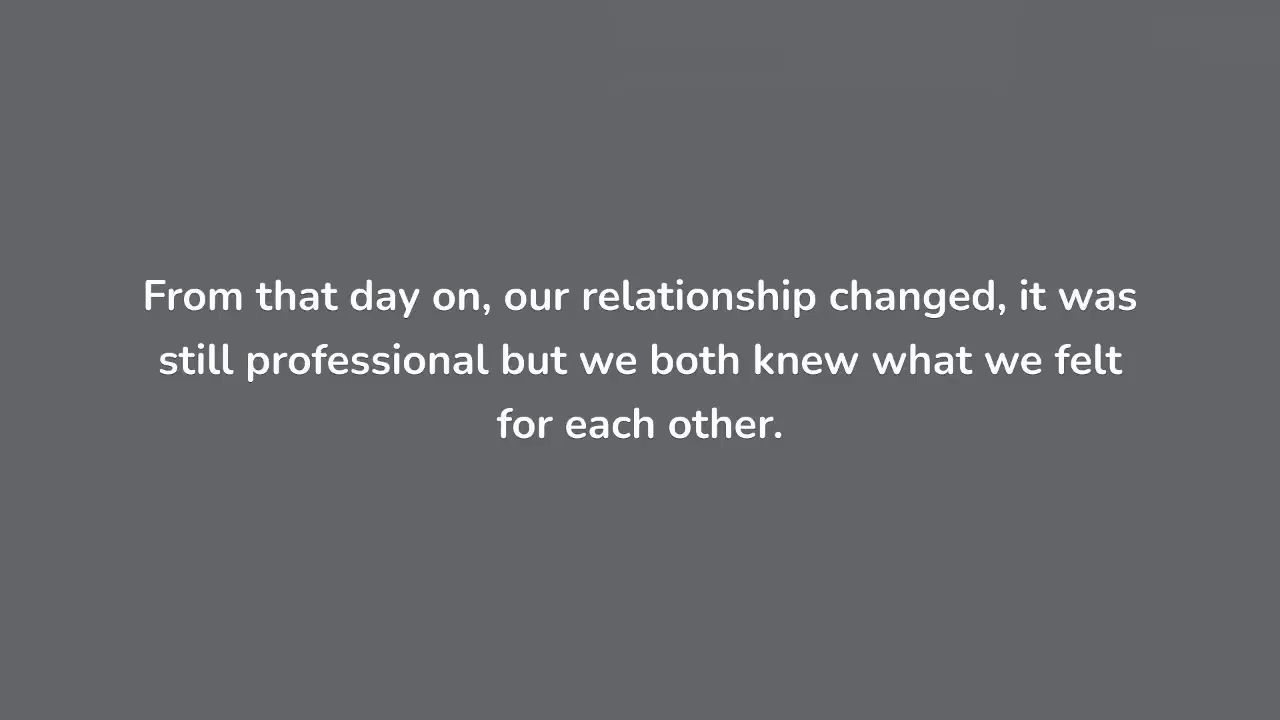 From that day on, our relationship changed, it was
still professional but we both knew what we felt
for each other.